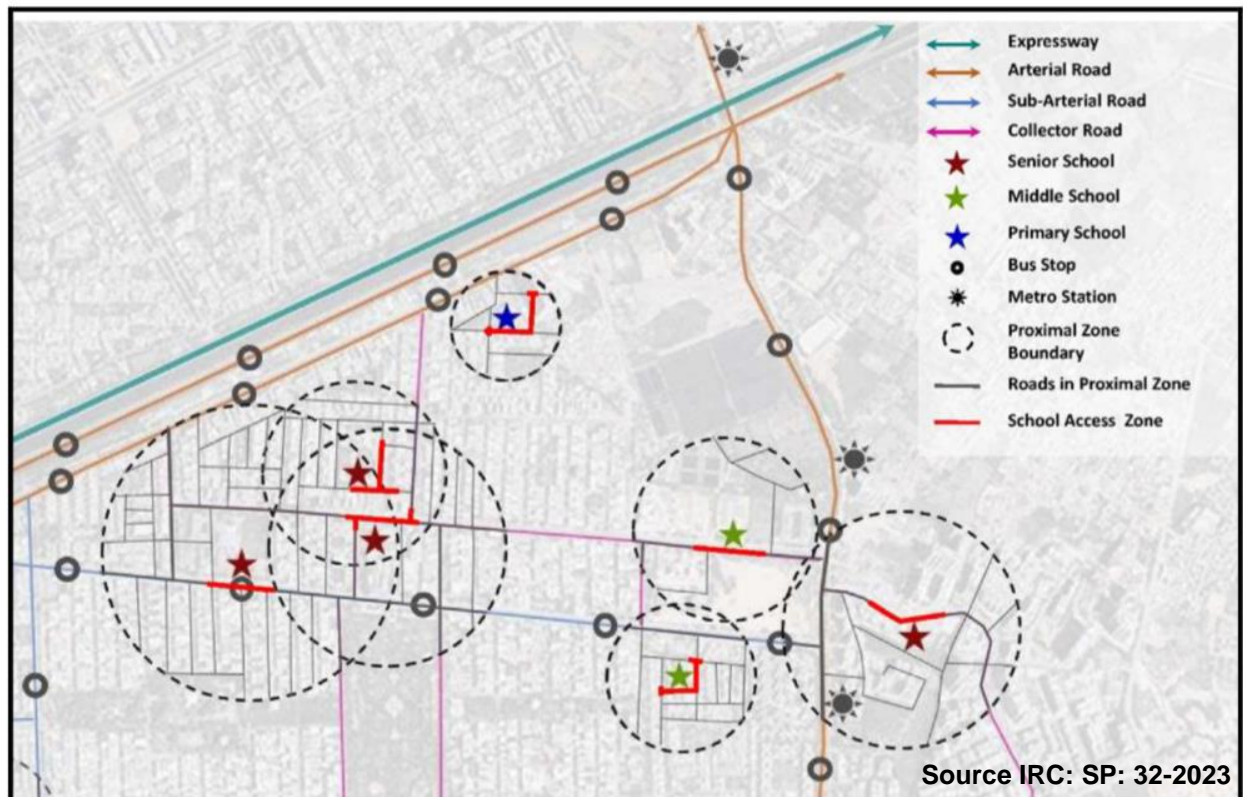 Expressway
Arterial Road
Sub-Arterial Road
Collector Road
Senior School
Middle School
Primary School
Bus Stop
Metro Station
Proximal Zone
Boundary
Roads in Proximal Zone
School Access Zone
Source IRC: SP: 32-2023